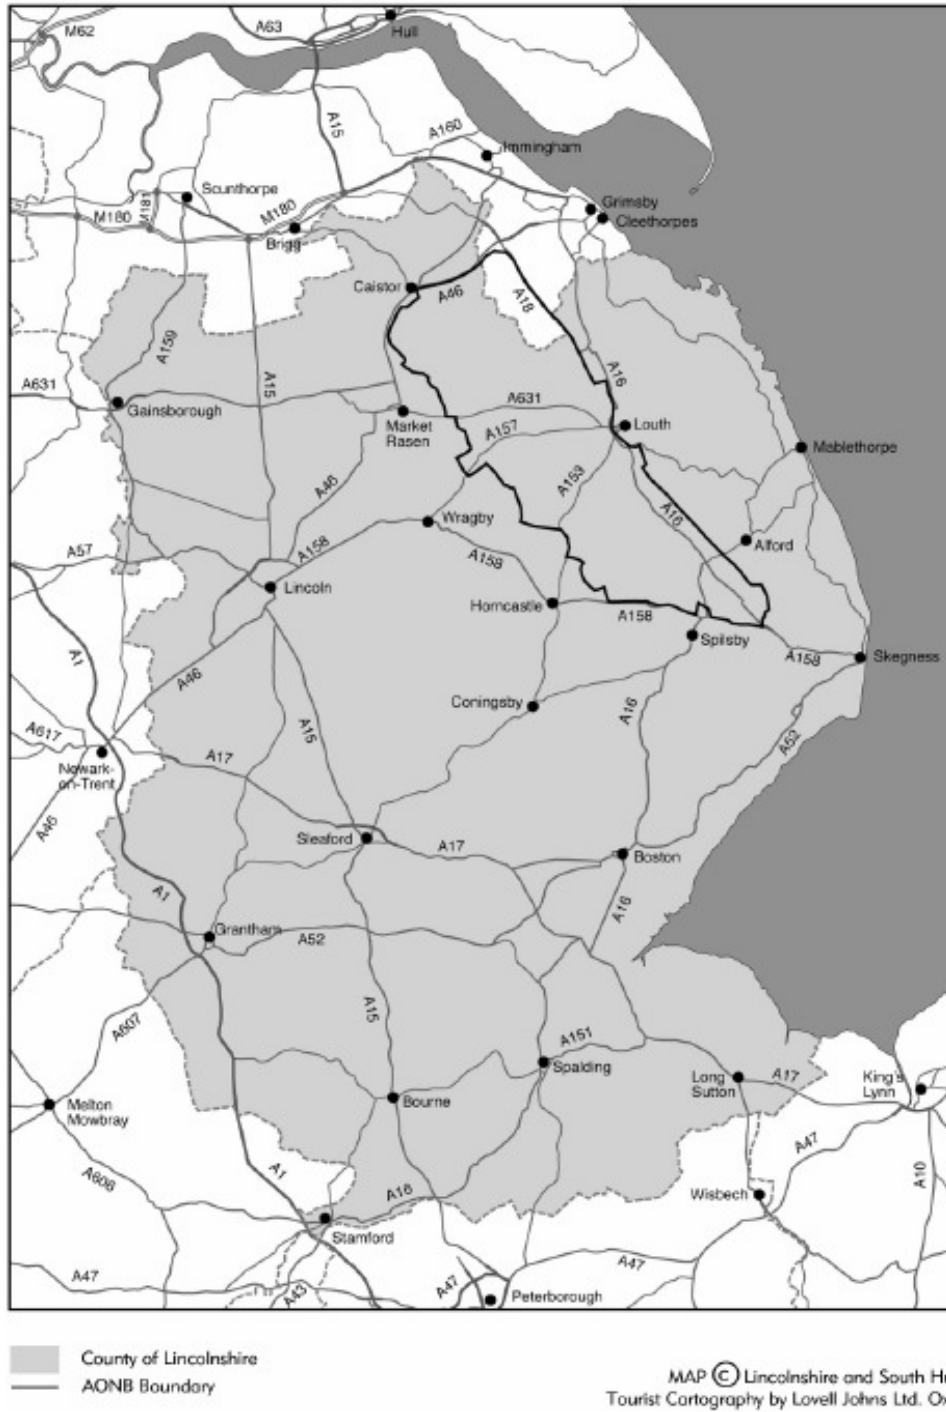 M62
A63
Hull
A15
A160
Immingham
Scunthorpe
M181
M180
M180
Grimsby
Cleethorpes
Brigg
Caistor
A46
A18
A159
A15
A16
A631
Gainsborough
A631
Market
Rasen
A157
Louth
Mablethorpe
A46
A153
Wragby
A16
A57
A158
A158
Alford
Lincoln
Horncastle
A158
Spilsby
A1
A158
Skegness
A46
Coningsby
A16
A617
A15
A52
Newark-
on-Trent
A17
A46
Sleaford
A17
Boston
A1
A16
Grantham
A52
A15
A607
A151
Spalding
Long
Sutton
A17
King's
Lynn
Melton
Mowbray
Bourne
A47
A10
A606
A1
A16
Wisbech
Stamford
A47
A43
A47
A47
Peterborough
County of Lincolnshire
AONB Boundary
MAP © Lincolnshire and South H
Tourist Cartography by Lovell Johns Ltd. O